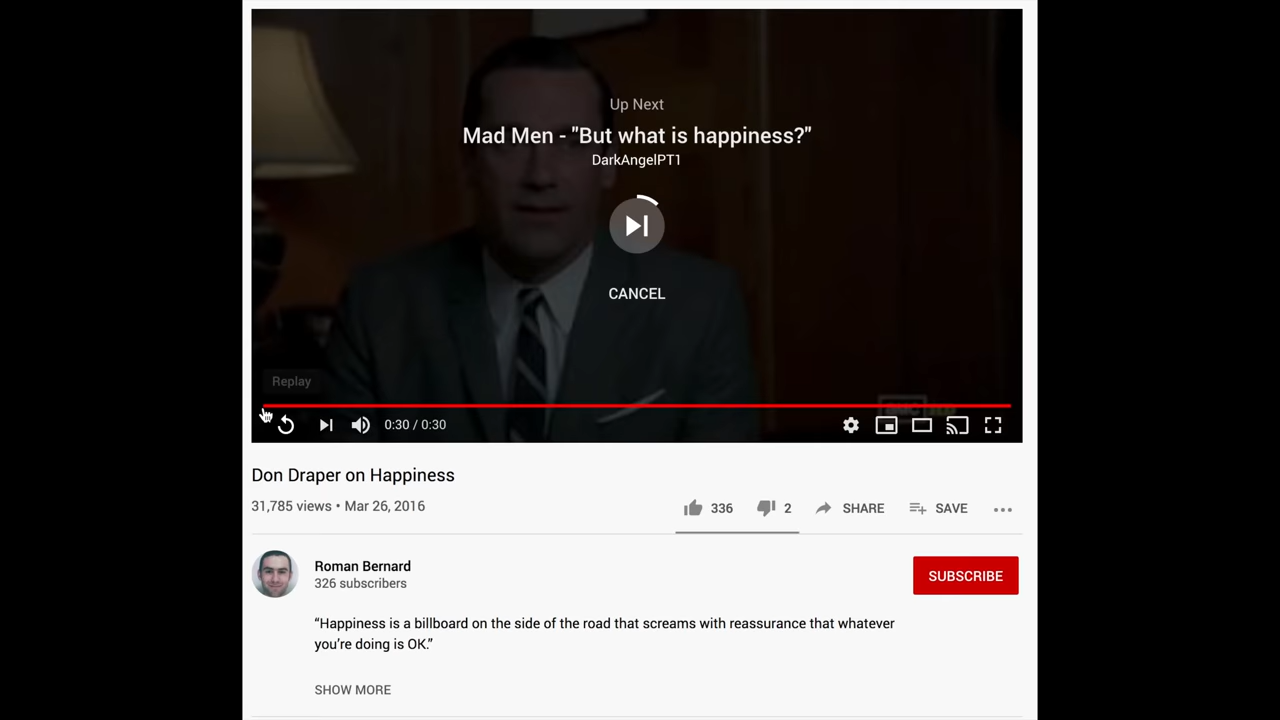 Up Next
Mad Men - "But what is happiness?"
DarkAngelPT1
CANCEL
Replay
0:30 / 0:30
Don Draper on Happiness
31,785 views • Mar 26, 2016
336 2 SHARE SAVE
Roman Bernard
326 subscribers
SUBSCRIBE
“Happiness is a billboard on the side of the road that screams with reassurance that whatever
you’re doing is OK.”
SHOW MORE